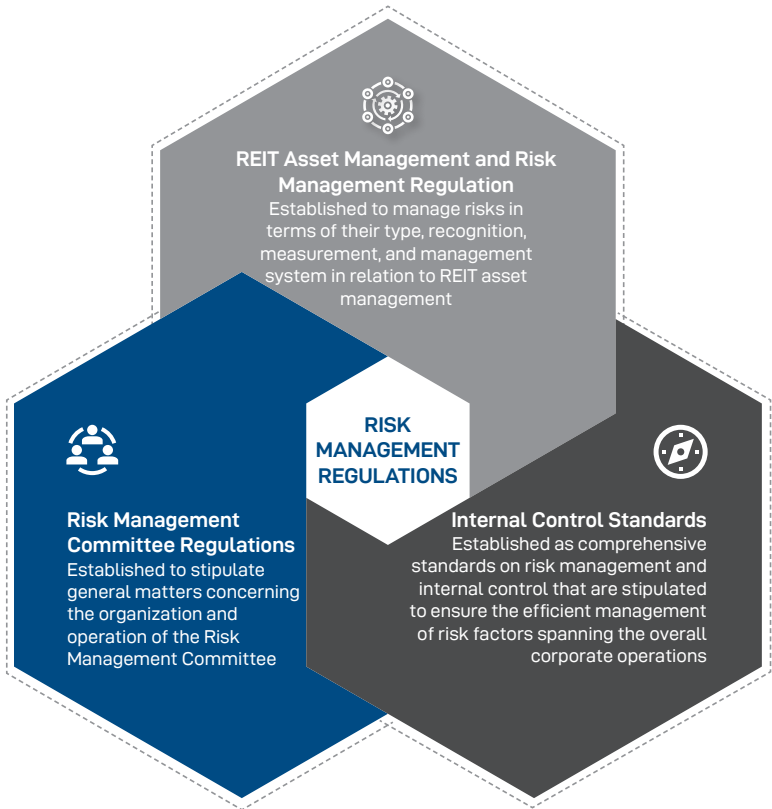 REIT Asset Management and Risk
Management Regulation
Established to manage risks in
terms of their type, recognition,
measurement, and management
system in relation to REIT asset
management
RISK
MANAGEMENT
REGULATIONS
Risk Management
Committee Regulations
Established to stipulate
general matters concerning
the organization and
operation of the Risk
Management Committee
Internal Control Standards
Established as comprehensive
standards on risk management and
internal control that are stipulated
to ensure the efficient management
of risk factors spanning the overall
corporate operations